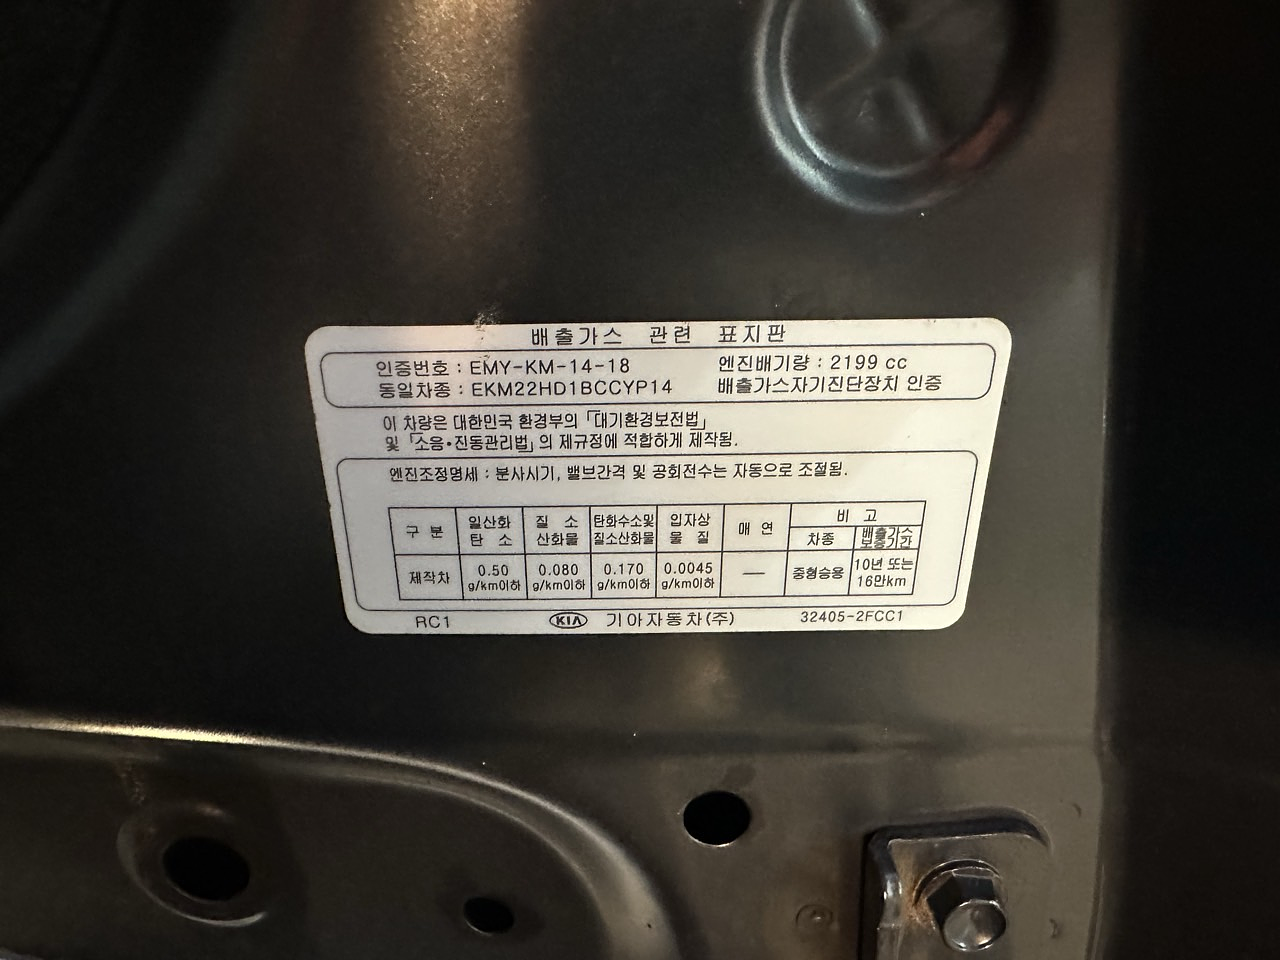 배출가스 관련 표지판
인증번호 : EMY-KM-14-18 엔진배기량 : 2199 cc
동일차종 : EKM22HD1BCCYP14 배출가스자기진단장치 인증
이 차량은 대한민국 환경부의 「대기환경보전법」
및 「소음·진동관리법」의 제규정에 적합하게 제작됨.
엔진조정명세 : 분사시기, 밸브간격 및 공회전수는 자동으로 조절됨.
구 분 일산화 탄 소 질 소 산화물 탄화수소및 질소산화물 입자상 물 질 매 연 비 고
차종 배출가스 보증기간
제작차 0.50 g/km이하 0.080 g/km이하 0.170 g/km이하 0.0045 g/km이하 — 중형승용 10년 또는 16만km
RC1 KIA 기아자동차(주) 32405-2FCC1